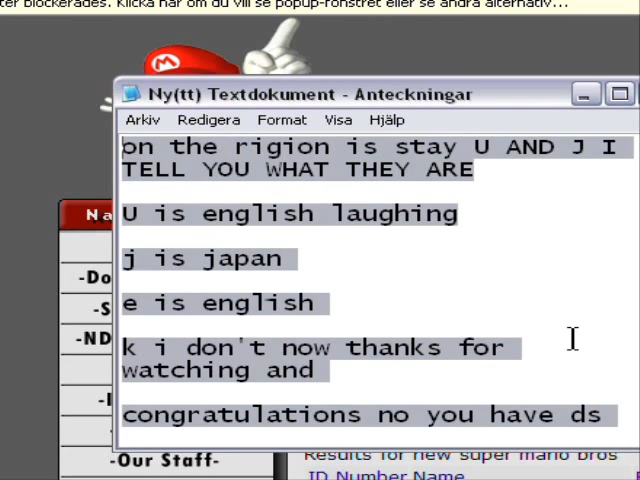 ter blockerades. Klicka här om du vill se popup-fönstret eller se andra alternativ...
Ny(tt) Textdokument - Anteckningar
Arkiv Redigera Format Visa Hjälp
on the rigion is stay U AND J I
TELL YOU WHAT THEY ARE
U is english laughing
j is japan
e is english
k i don't now thanks for
watching and
congratulations no you have ds
Na
-Do
-S
-ND
-Our Staff-
Results for new super mario bros
ID Number Name